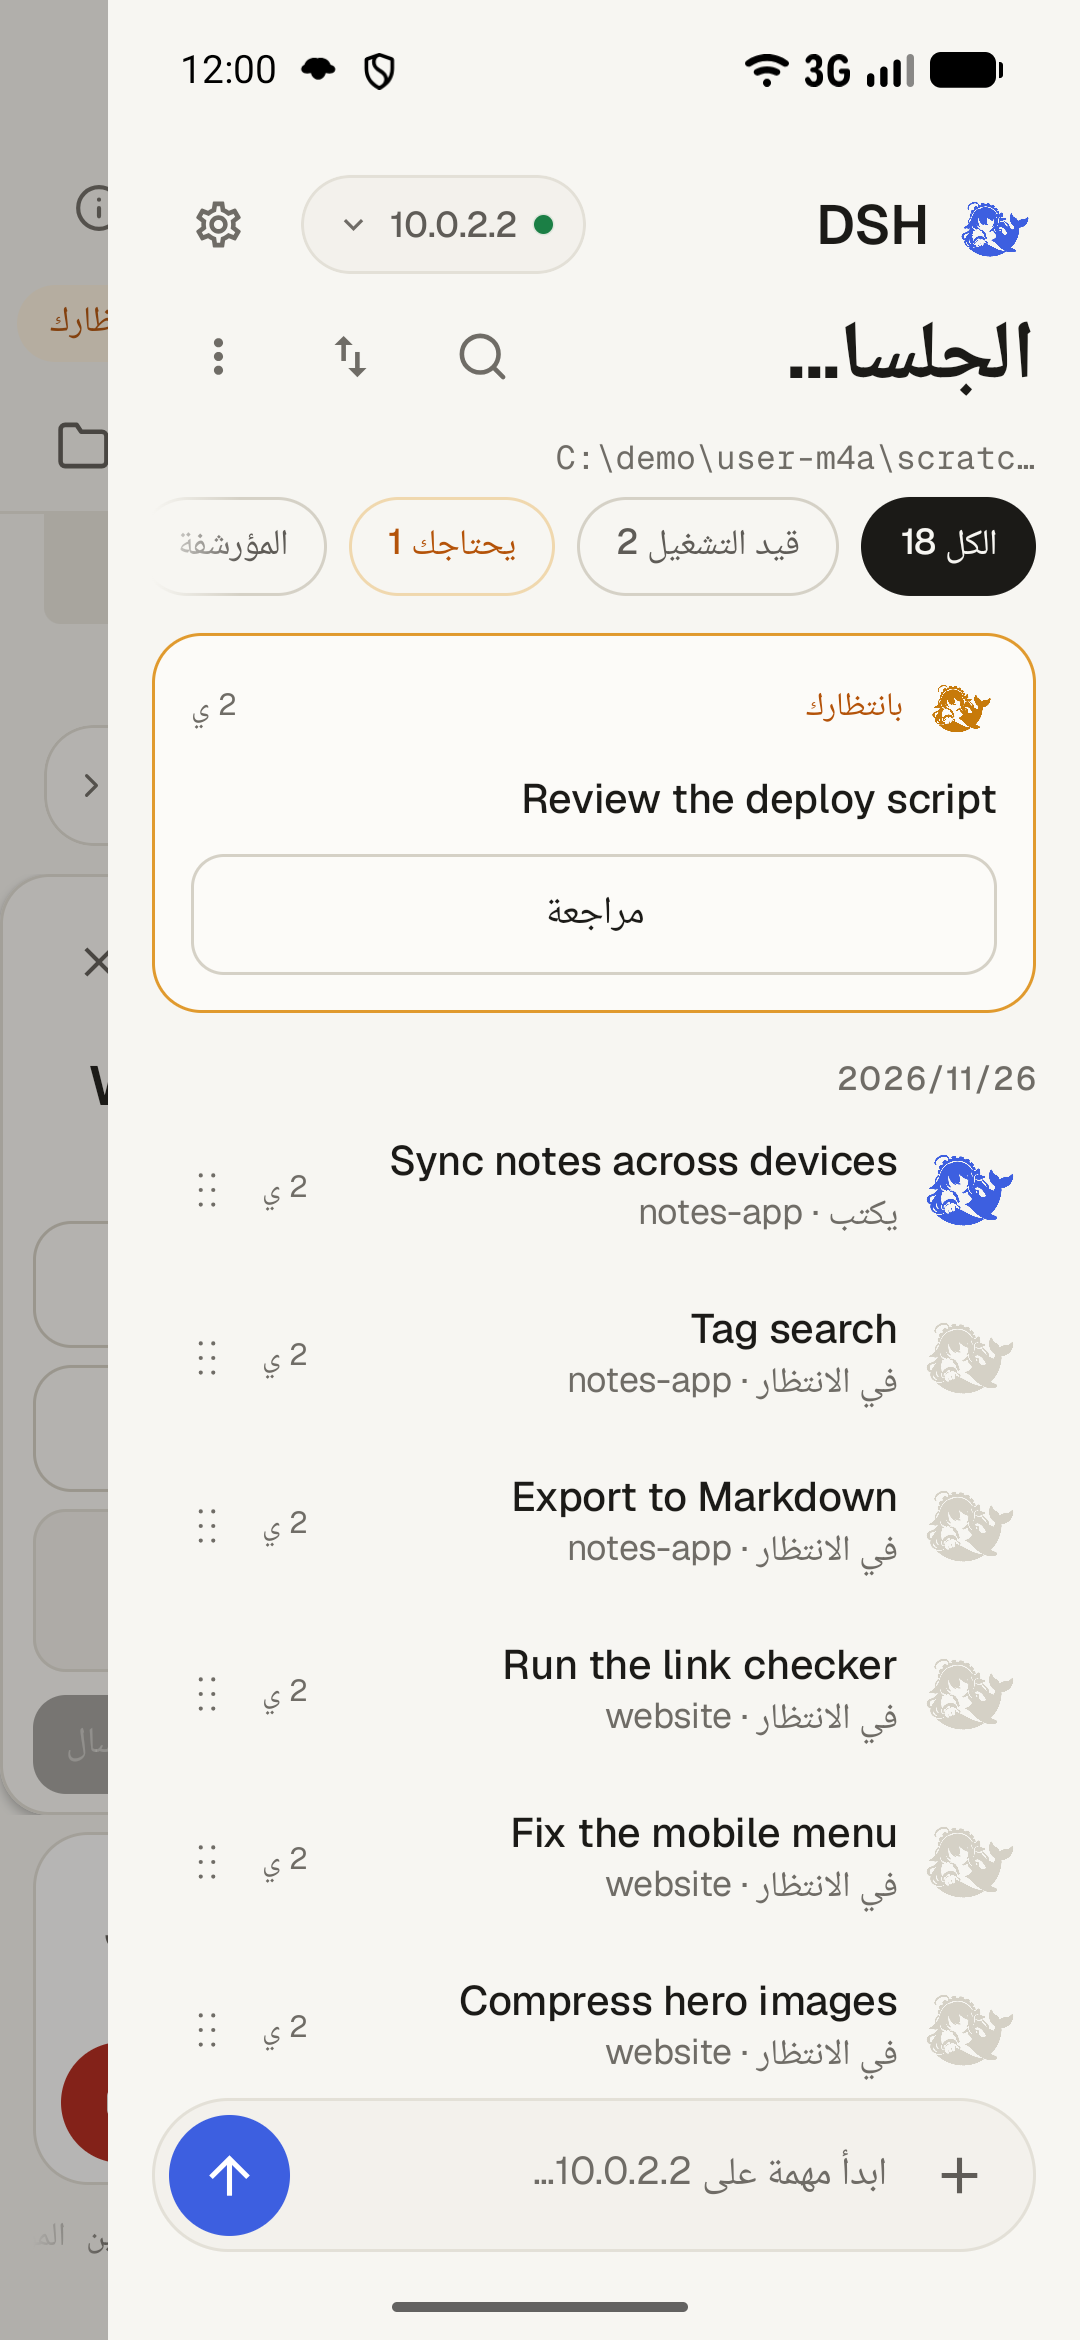 12:00
3G
DSH
10.0.2.2
الجلسا...
C:\demo\user-m4a\scratc...
الكل 18
قيد التشغيل 2
يحتاجك 1
المؤرشفة
بانتظارك
2 ي
Review the deploy script
مراجعة
2026/11/26
Sync notes across devices
يكتب · notes-app
2 ي
Tag search
في الانتظار · notes-app
2 ي
Export to Markdown
في الانتظار · notes-app
2 ي
Run the link checker
في الانتظار · website
2 ي
Fix the mobile menu
في الانتظار · website
2 ي
Compress hero images
في الانتظار · website
2 ي
ابدأ مهمة على 10.0.2.2...